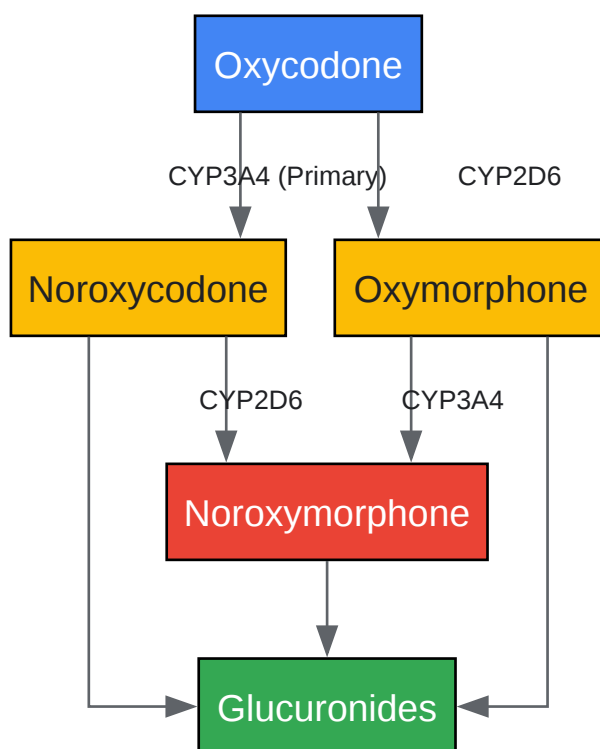 Oxycodone
CYP3A4 (Primary)
CYP2D6
Noroxycodone
Oxymorphone
CYP2D6
CYP3A4
Noroxymorphone
Glucuronides